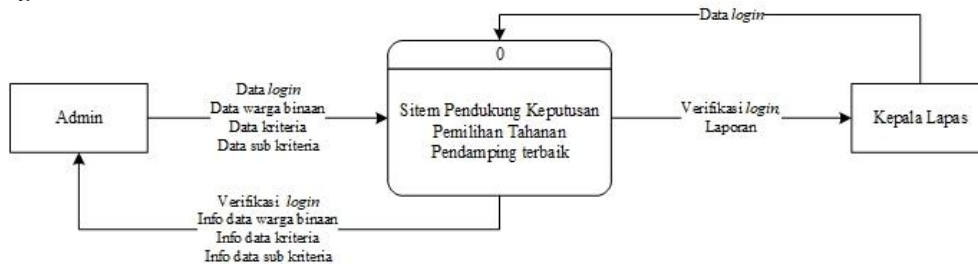 Data login
0
Admin
Data login
Data warga binaan
Data kriteria
Data sub kriteria
Sitem Pendukung Keputusan
Pemilihan Tahanan
Pendamping terbaik
Verifikasi login
Laporan
Kepala Lapas
Verifikasi login
Info data warga binaan
Info data kriteria
Info data sub kriteria